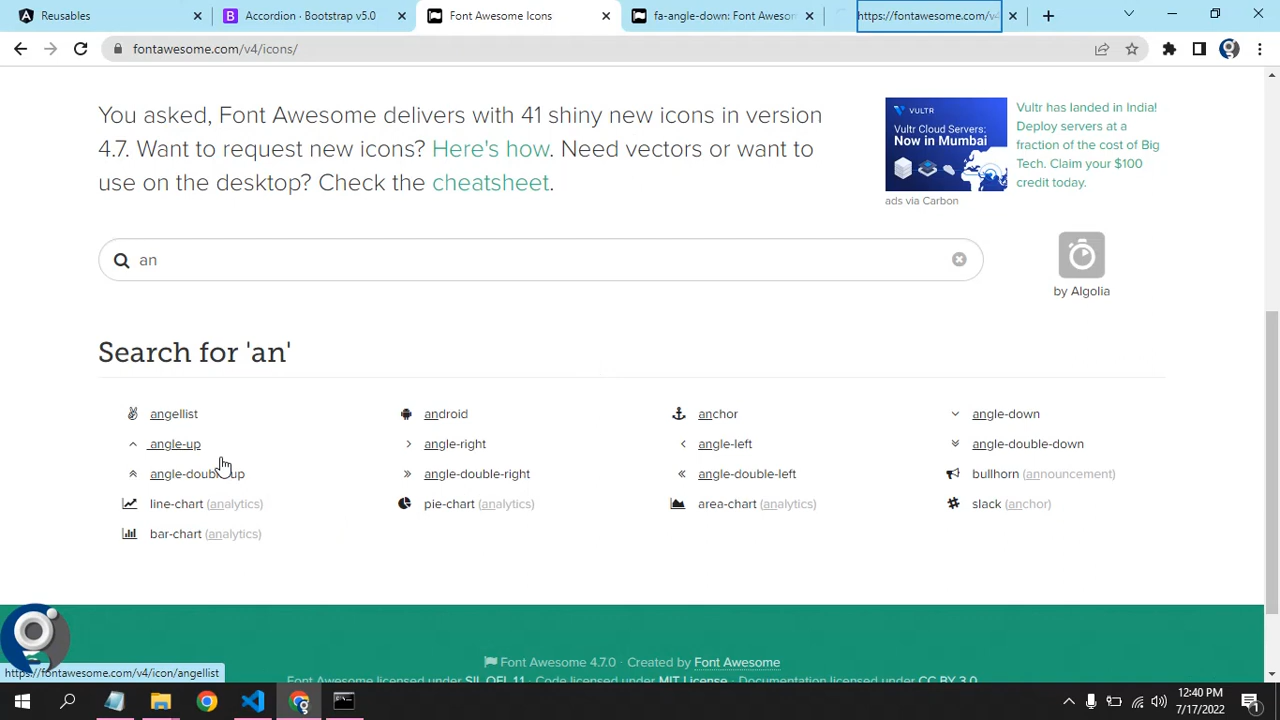 Reusables
Accordion · Bootstrap v5.0
Font Awesome Icons
fa-angle-down: Font Awesom
https://fontawesome.com/v4
fontawesome.com/v4/icons/
You asked, Font Awesome delivers with 41 shiny new icons in version
4.7. Want to request new icons? Here's how. Need vectors or want to
use on the desktop? Check the cheatsheet.
VULTR
Vultr Cloud Servers:
Now in Mumbai
Vultr has landed in India!
Deploy servers at a
fraction of the cost of Big
Tech. Claim your $100
credit today.
ads via Carbon
an
by Algolia
Search for 'an'
angellist
android
anchor
angle-down
angle-up
angle-right
angle-left
angle-double-down
angle-double-up
angle-double-right
angle-double-left
bullhorn (announcement)
line-chart (analytics)
pie-chart (analytics)
area-chart (analytics)
slack (anchor)
bar-chart (analytics)
Font Awesome 4.7.0 · Created by Font Awesome
Font Awesome licensed under SIL OFL 1.1 · Code licensed under MIT License · Documentation licensed under CC BY 3.0
https://fontawesome.com/v4/icon/angellist
12:40 PM
7/17/2022
1